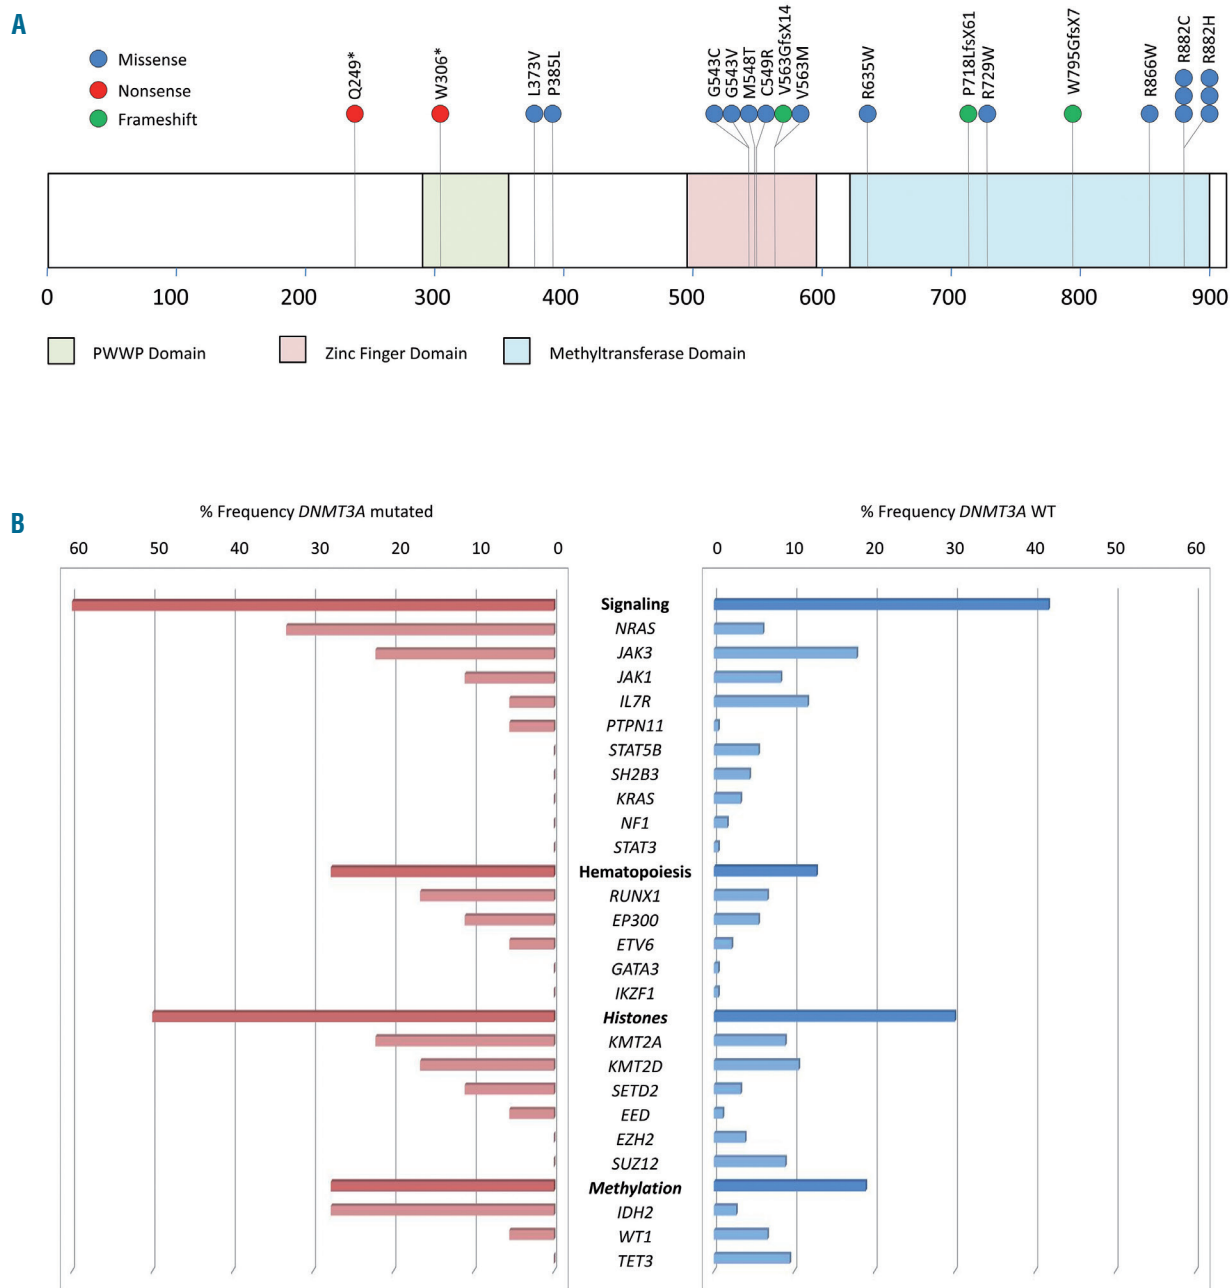 A
Missense
Nonsense
Frameshift
Q249*
W306*
L373V
P385L
G543C
G543V
M548T
C549R
V563GfsX14
V563M
R635W
P718LfsX61
R729W
W795GfsX7
R866W
R882C
R882H
0 100 200 300 400 500 600 700 800 900
PWWP Domain Zinc Finger Domain Methyltransferase Domain
B
% Frequency DNMT3A mutated % Frequency DNMT3A WT
60 50 40 30 20 10 0 0 10 20 30 40 50 60
Signaling
NRAS
JAK3
JAK1
IL7R
PTPN11
STAT5B
SH2B3
KRAS
NF1
STAT3
Hematopoiesis
RUNX1
EP300
ETV6
GATA3
IKZF1
Histones
KMT2A
KMT2D
SETD2
EED
EZH2
SUZ12
Methylation
IDH2
WT1
TET3